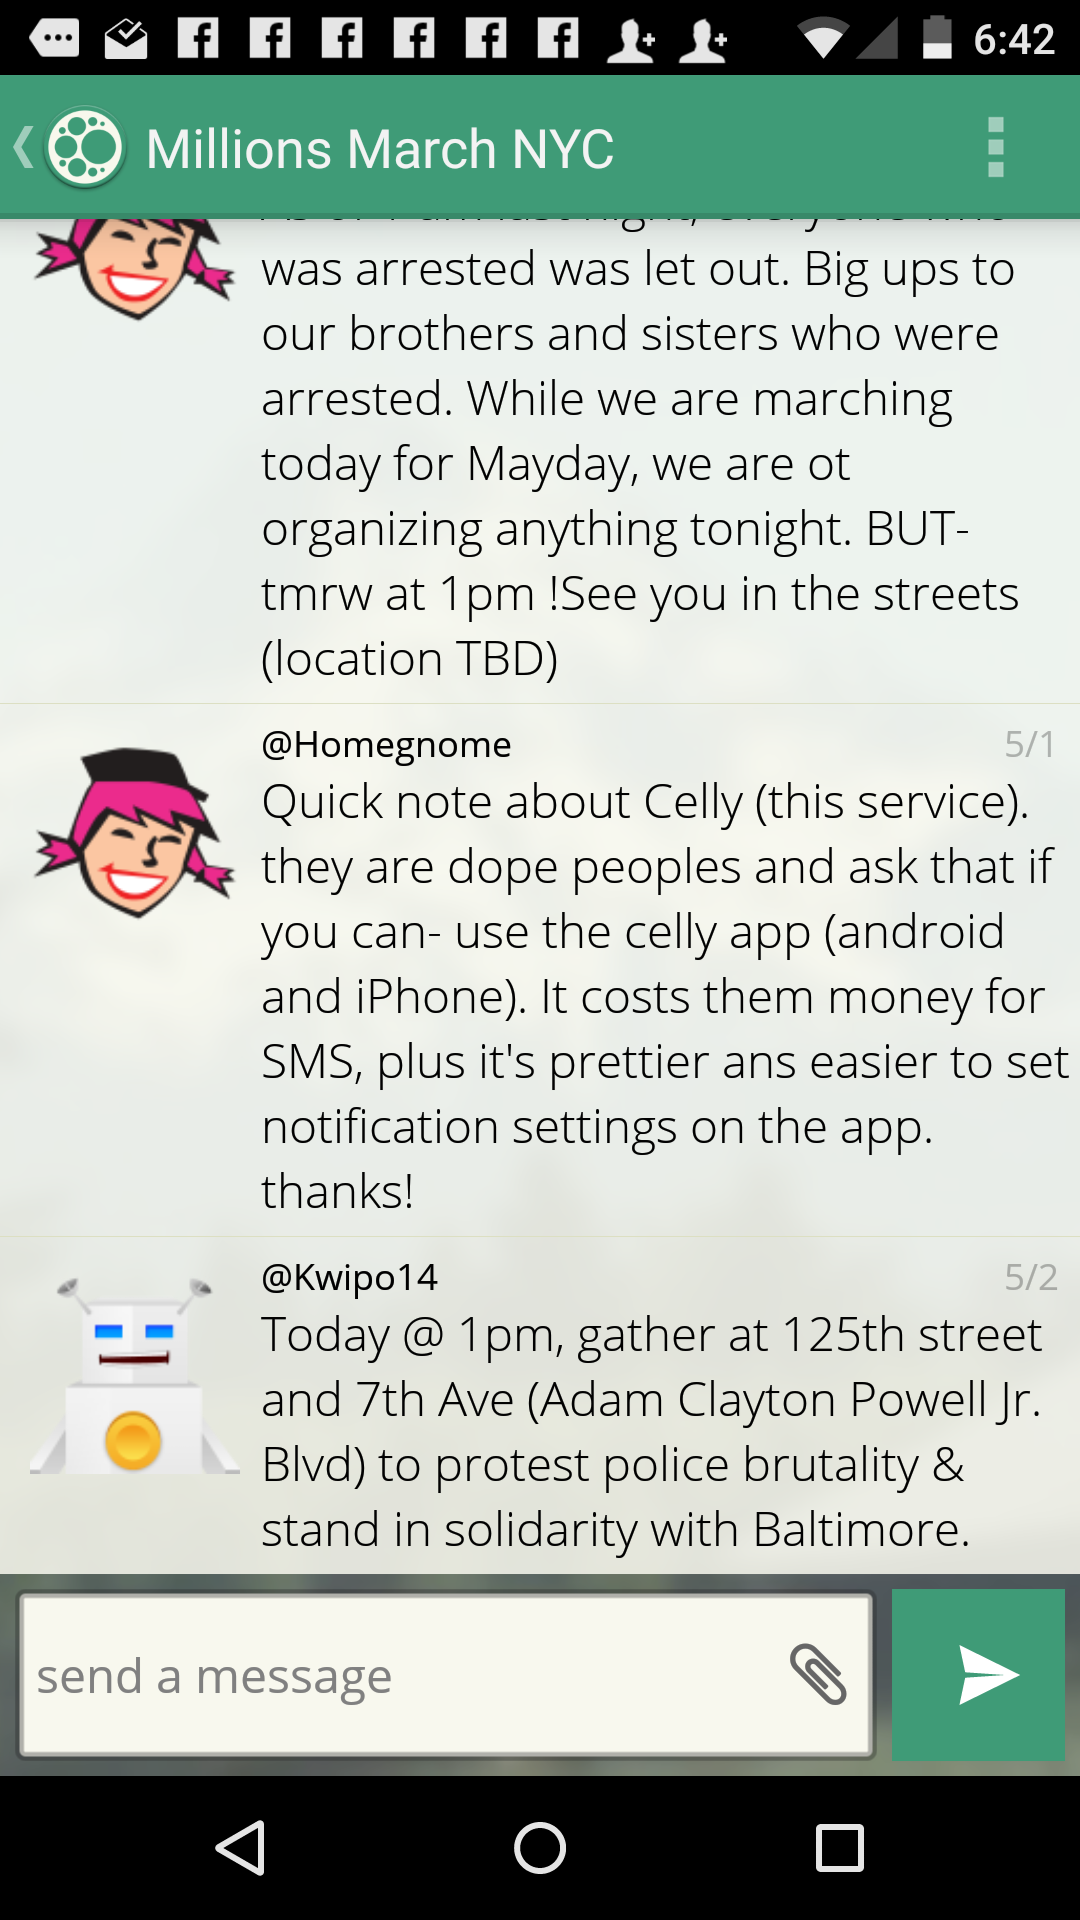 6:42
Millions March NYC
was arrested was let out. Big ups to
our brothers and sisters who were
arrested. While we are marching
today for Mayday, we are ot
organizing anything tonight. BUT-
tmrw at 1pm !See you in the streets
(location TBD)
@Homegnome 5/1
Quick note about Celly (this service).
they are dope peoples and ask that if
you can- use the celly app (android
and iPhone). It costs them money for
SMS, plus it's prettier ans easier to set
notification settings on the app.
thanks!
@Kwipo14 5/2
Today @ 1pm, gather at 125th street
and 7th Ave (Adam Clayton Powell Jr.
Blvd) to protest police brutality &
stand in solidarity with Baltimore.
send a message